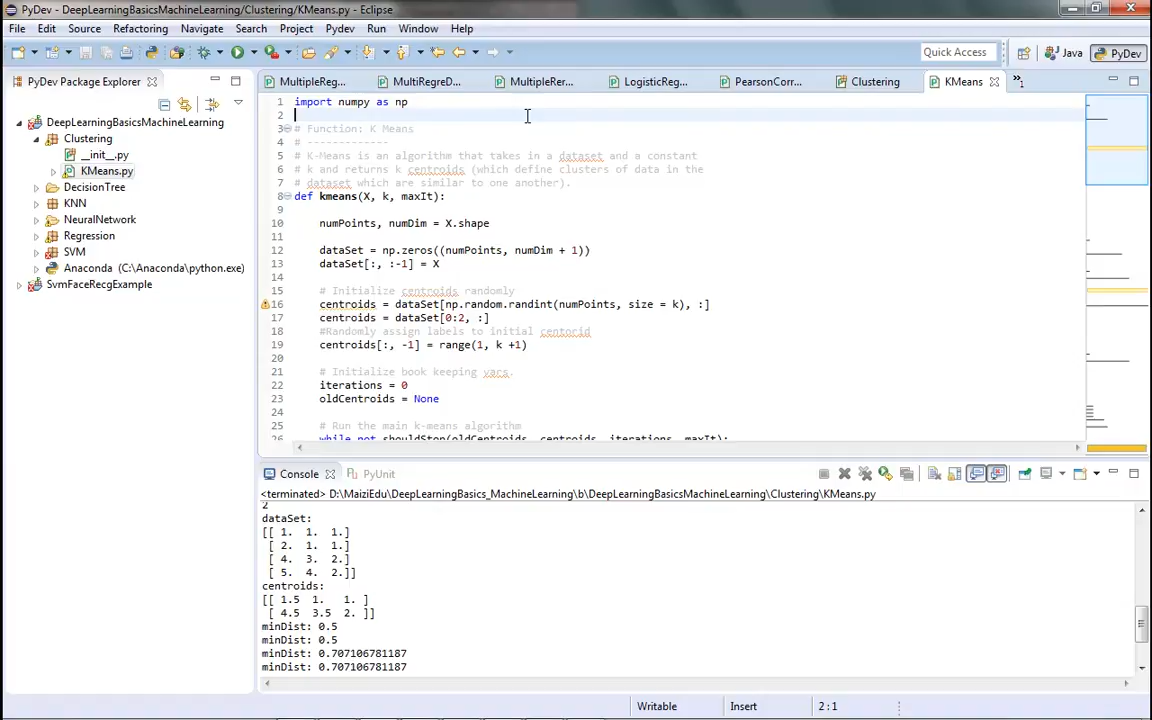 PyDev - DeepLearningBasicsMachineLearning/Clustering/KMeans.py - Eclipse
File Edit Source Refactoring Navigate Search Project Pydev Run Window Help
Quick Access Java PyDev
PyDev Package Explorer
MultipleReg... MultiRegreD... MultipleRer... LogisticReg... PearsonCorr... Clustering KMeans »1
DeepLearningBasicsMachineLearning
Clustering
__init__.py
KMeans.py
DecisionTree
KNN
NeuralNetwork
Regression
SVM
Anaconda (C:\Anaconda\python.exe)
SvmFaceRecgExample
1 import numpy as np
2
3 # Function: K Means
4 # -------------
5 # K-Means is an algorithm that takes in a dataset and a constant
6 # k and returns k centroids (which define clusters of data in the
7 # dataset which are similar to one another).
8 def kmeans(X, k, maxIt):
9
10 numPoints, numDim = X.shape
11
12 dataSet = np.zeros((numPoints, numDim + 1))
13 dataSet[:, :-1] = X
14
15 # Initialize centroids randomly
16 centroids = dataSet[np.random.randint(numPoints, size = k), :]
17 centroids = dataSet[0:2, :]
18 #Randomly assign labels to initial centorid
19 centroids[:, -1] = range(1, k +1)
20
21 # Initialize book keeping vars.
22 iterations = 0
23 oldCentroids = None
24
25 # Run the main k-means algorithm
26 while not shouldStop(oldCentroids, centroids, iterations, maxIt):
Console PyUnit
<terminated> D:\MaiziEdu\DeepLearningBasics_MachineLearning\b\DeepLearningBasicsMachineLearning\Clustering\KMeans.py
2
dataSet:
[[ 1. 1. 1.]
[ 2. 1. 1.]
[ 4. 3. 2.]
[ 5. 4. 2.]]
centroids:
[[ 1.5 1. 1. ]
[ 4.5 3.5 2. ]]
minDist: 0.5
minDist: 0.5
minDist: 0.707106781187
minDist: 0.707106781187
Writable Insert 2 : 1